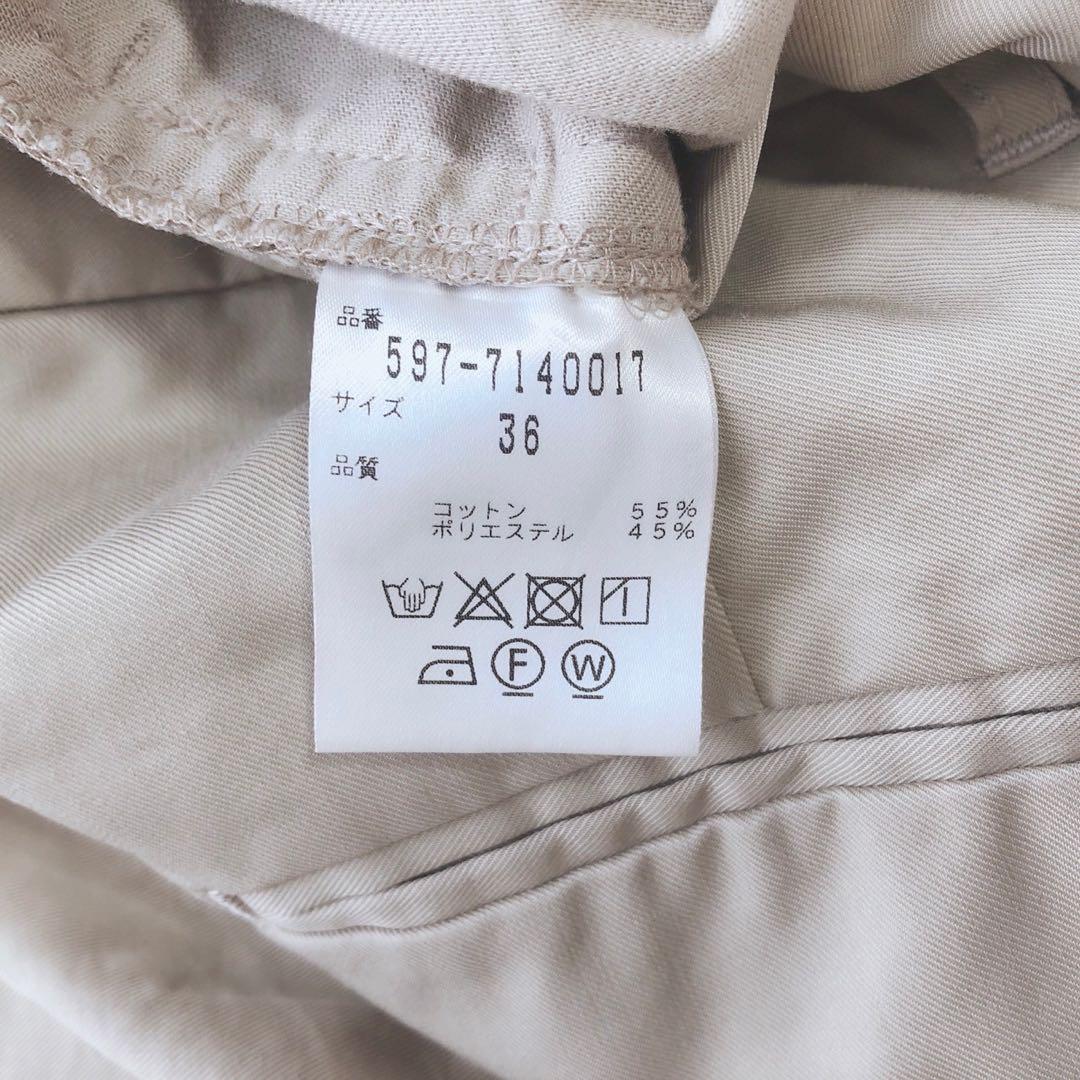 品番
597-7140017
サイズ
36
品質
コットン 55%
ポリエステル 45%
F W